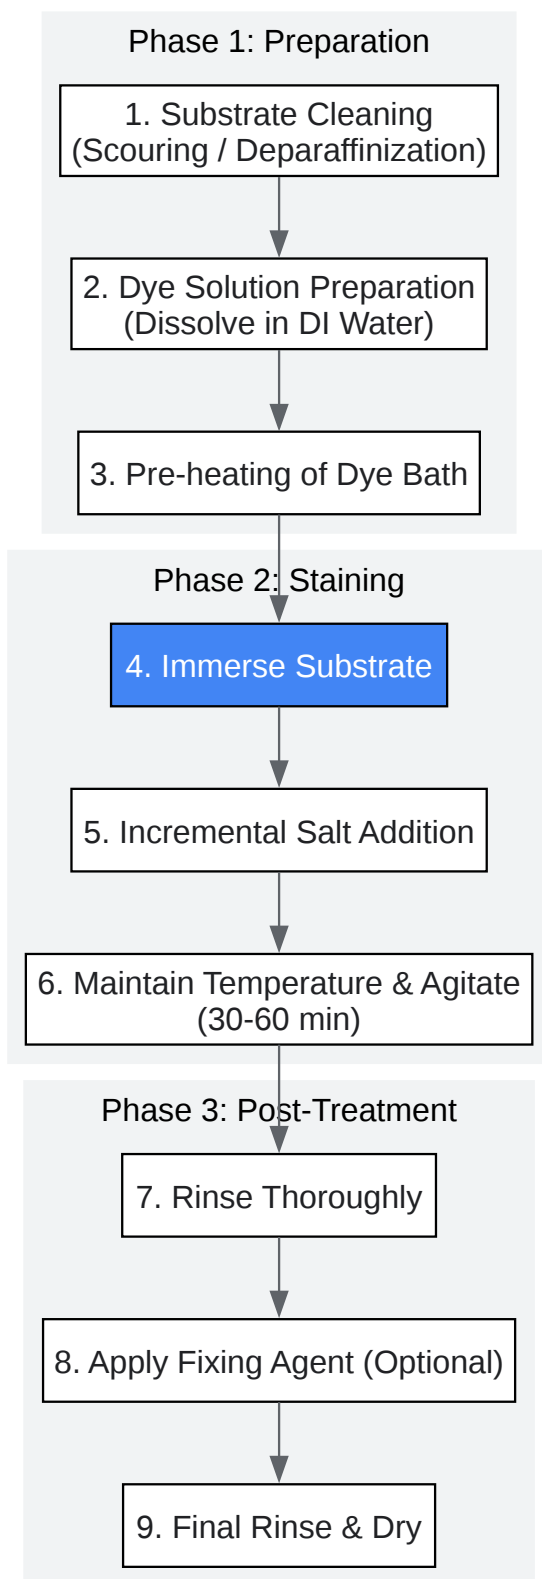 Phase 1: Preparation
1. Substrate Cleaning
(Scouring / Deparaffinization)
2. Dye Solution Preparation
(Dissolve in DI Water)
3. Pre-heating of Dye Bath
Phase 2: Staining
4. Immerse Substrate
5. Incremental Salt Addition
6. Maintain Temperature & Agitate
(30-60 min)
Phase 3: Post-Treatment
7. Rinse Thoroughly
8. Apply Fixing Agent (Optional)
9. Final Rinse & Dry